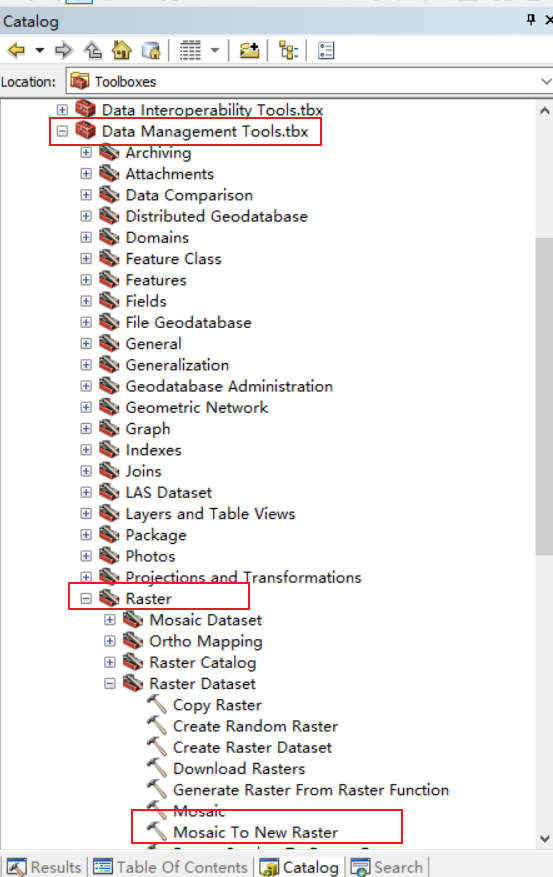 Catalog
Location: Toolboxes
Data Interoperability Tools.tbx
Data Management Tools.tbx
Archiving
Attachments
Data Comparison
Distributed Geodatabase
Domains
Feature Class
Features
Fields
File Geodatabase
General
Generalization
Geodatabase Administration
Geometric Network
Graph
Indexes
Joins
LAS Dataset
Layers and Table Views
Package
Photos
Projections and Transformations
Raster
Mosaic Dataset
Ortho Mapping
Raster Catalog
Raster Dataset
Copy Raster
Create Random Raster
Create Raster Dataset
Download Rasters
Generate Raster From Raster Function
Mosaic
Mosaic To New Raster
Results Table Of Contents Catalog Search